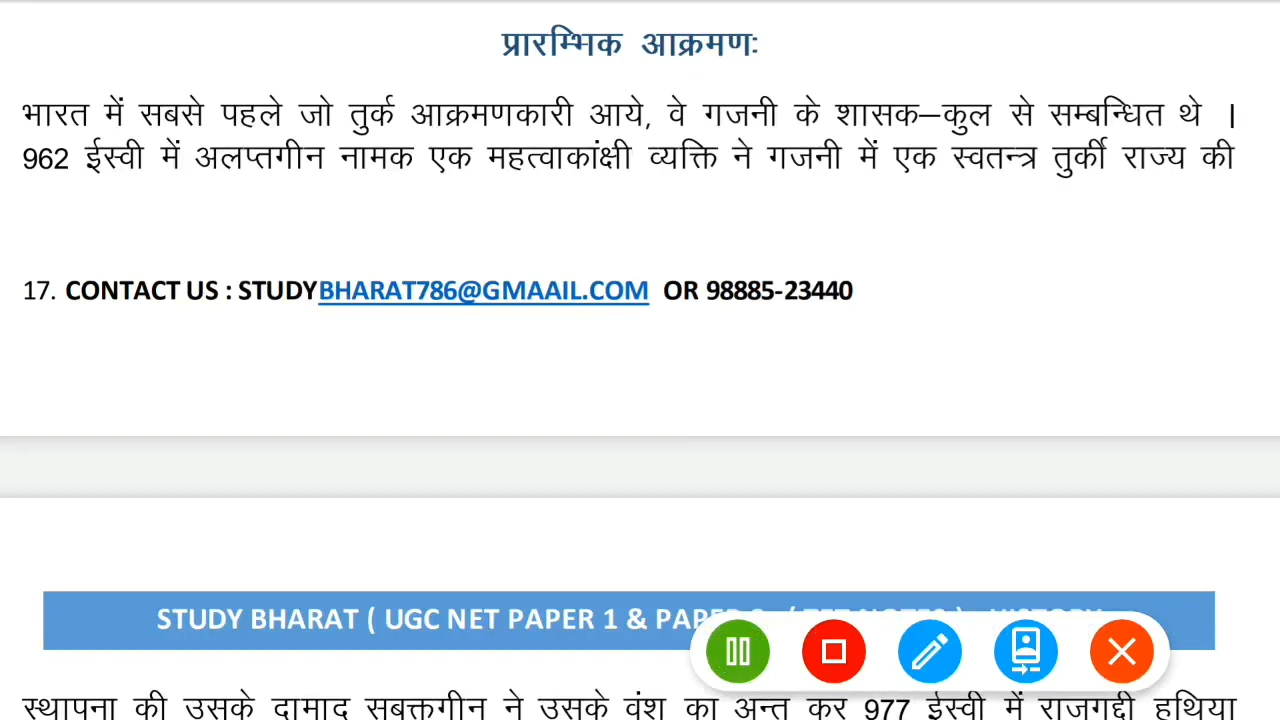 प्रारम्भिक आक्रमणः
भारत में सबसे पहले जो तुर्क आक्रमणकारी आये, वे गजनी के शासक–कुल से सम्बन्धित थे ।
962 ईस्वी में अलप्तगीन नामक एक महत्वाकांक्षी व्यक्ति ने गजनी में एक स्वतन्त्र तुर्की राज्य की
17. CONTACT US : STUDYBHARAT786@GMAAIL.COM OR 98885-23440
STUDY BHARAT ( UGC NET PAPER 1 & PAPER
स्थापना की उसके दामाद सबक्तगीन ने उसके वंश का अन्त कर 977 ईस्वी में राजगद्दी हथिया